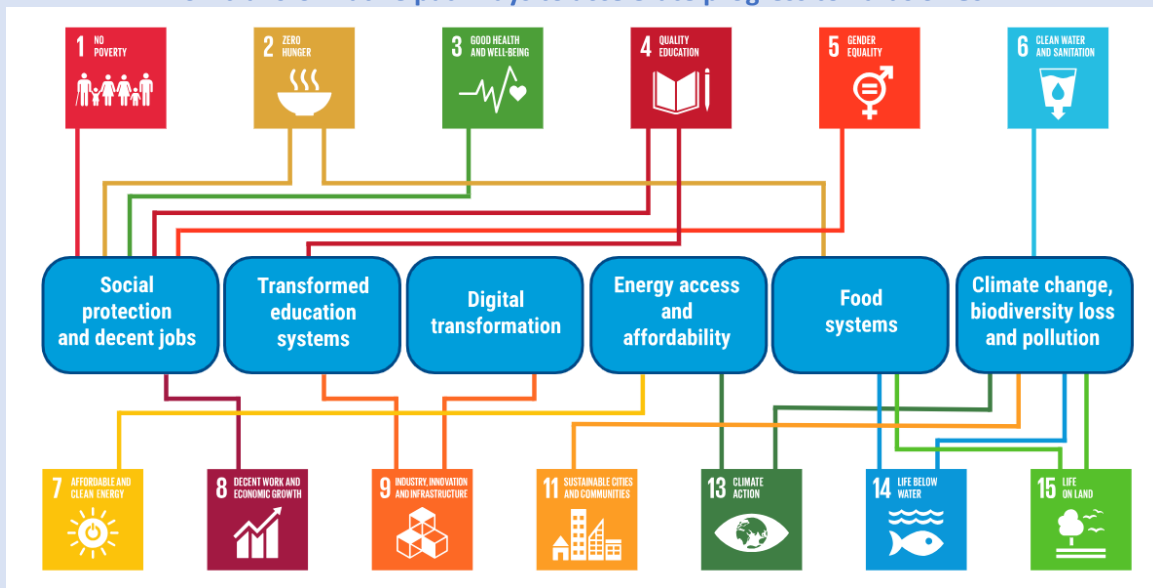 pathways to accelerate progress
1 NO
POVERTY
2 ZERO
HUNGER
3 GOOD HEALTH
AND WELL-BEING
4 QUALITY
EDUCATION
5 GENDER
EQUALITY
6 CLEAN WATER
AND SANITATION
Social
protection
and decent jobs
Transformed
education
systems
Digital
transformation
Energy access
and
affordability
Food
systems
Climate change,
biodiversity loss
and pollution
7 AFFORDABLE AND
CLEAN ENERGY
8 DECENT WORK AND
ECONOMIC GROWTH
9 INDUSTRY, INNOVATION
AND INFRASTRUCTURE
11 SUSTAINABLE CITIES
AND COMMUNITIES
13 CLIMATE
ACTION
14 LIFE BELOW
WATER
15 LIFE
ON LAND